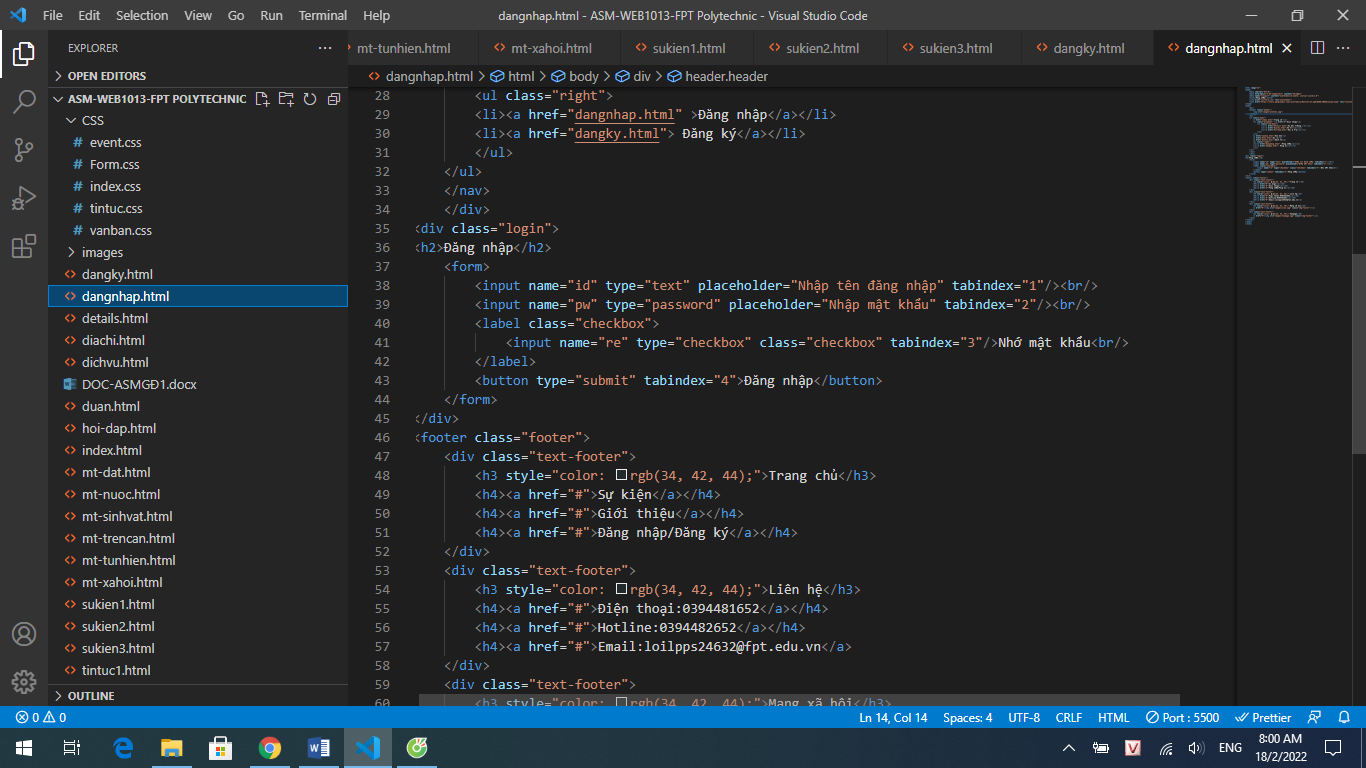 File Edit Selection View Go Run Terminal Help dangnhap.html - ASM-WEB1013-FPT Polytechnic - Visual Studio Code
EXPLORER
OPEN EDITORS
ASM-WEB1013-FPT POLYTECHNIC
CSS
# event.css
# Form.css
# index.css
# tintuc.css
# vanban.css
images
<> dangky.html
<> dangnhap.html
<> details.html
<> diachi.html
<> dichvu.html
DOC-ASMGĐ1.docx
<> duan.html
<> hoi-dap.html
<> index.html
<> mt-dat.html
<> mt-nuoc.html
<> mt-sinhvat.html
<> mt-trencan.html
<> mt-tunhien.html
<> mt-xahoi.html
<> sukien1.html
<> sukien2.html
<> sukien3.html
<> tintuc1.html
OUTLINE
mt-tunhien.html <> mt-xahoi.html <> sukien1.html <> sukien2.html <> sukien3.html <> dangky.html <> dangnhap.html
<> dangnhap.html > html > body > div > header.header
28 <ul class="right">
29 <li><a href="dangnhap.html" >Đăng nhập</a></li>
30 <li><a href="dangky.html"> Đăng ký</a></li>
31 </ul>
32 </ul>
33 </nav>
34 </div>
35 <div class="login">
36 <h2>Đăng nhập</h2>
37 <form>
38 <input name="id" type="text" placeholder="Nhập tên đăng nhập" tabindex="1"/><br/>
39 <input name="pw" type="password" placeholder="Nhập mật khẩu" tabindex="2"/><br/>
40 <label class="checkbox">
41 <input name="re" type="checkbox" class="checkbox" tabindex="3"/>Nhớ mật khẩu<br/>
42 </label>
43 <button type="submit" tabindex="4">Đăng nhập</button>
44 </form>
45 </div>
46 <footer class="footer">
47 <div class="text-footer">
48 <h3 style="color: rgb(34, 42, 44);">Trang chủ</h3>
49 <h4><a href="#">Sự kiện</a></h4>
50 <h4><a href="#">Giới thiệu</a></h4>
51 <h4><a href="#">Đăng nhập/Đăng ký</a></h4>
52 </div>
53 <div class="text-footer">
54 <h3 style="color: rgb(34, 42, 44);">Liên hệ</h3>
55 <h4><a href="#">Điện thoại:0394481652</a></h4>
56 <h4><a href="#">Hotline:0394482652</a></h4>
57 <h4><a href="#">Email:loilpps24632@fpt.edu.vn</a>
58 </div>
59 <div class="text-footer">
60 <h3 style="color: rgb(34, 42, 44);">Mạng xã hội</h3>
0 0 Ln 14, Col 14 Spaces: 4 UTF-8 CRLF HTML Port : 5500 Prettier
V ENG 8:00 AM
18/2/2022